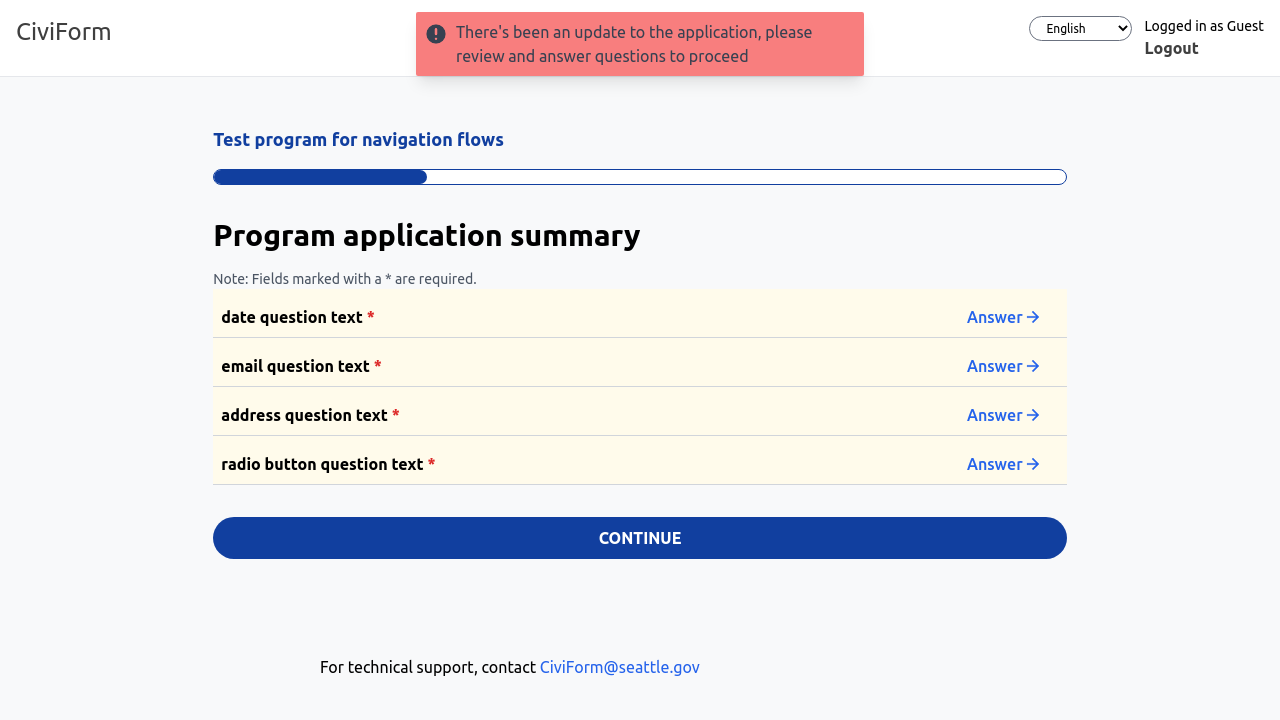 CiviForm
There's been an update to the application, please
review and answer questions to proceed
English
Logged in as Guest
Logout
Test program for navigation flows
Program application summary
Note: Fields marked with a * are required.
date question text *
Answer
email question text *
Answer
address question text *
Answer
radio button question text *
Answer
CONTINUE
For technical support, contact CiviForm@seattle.gov